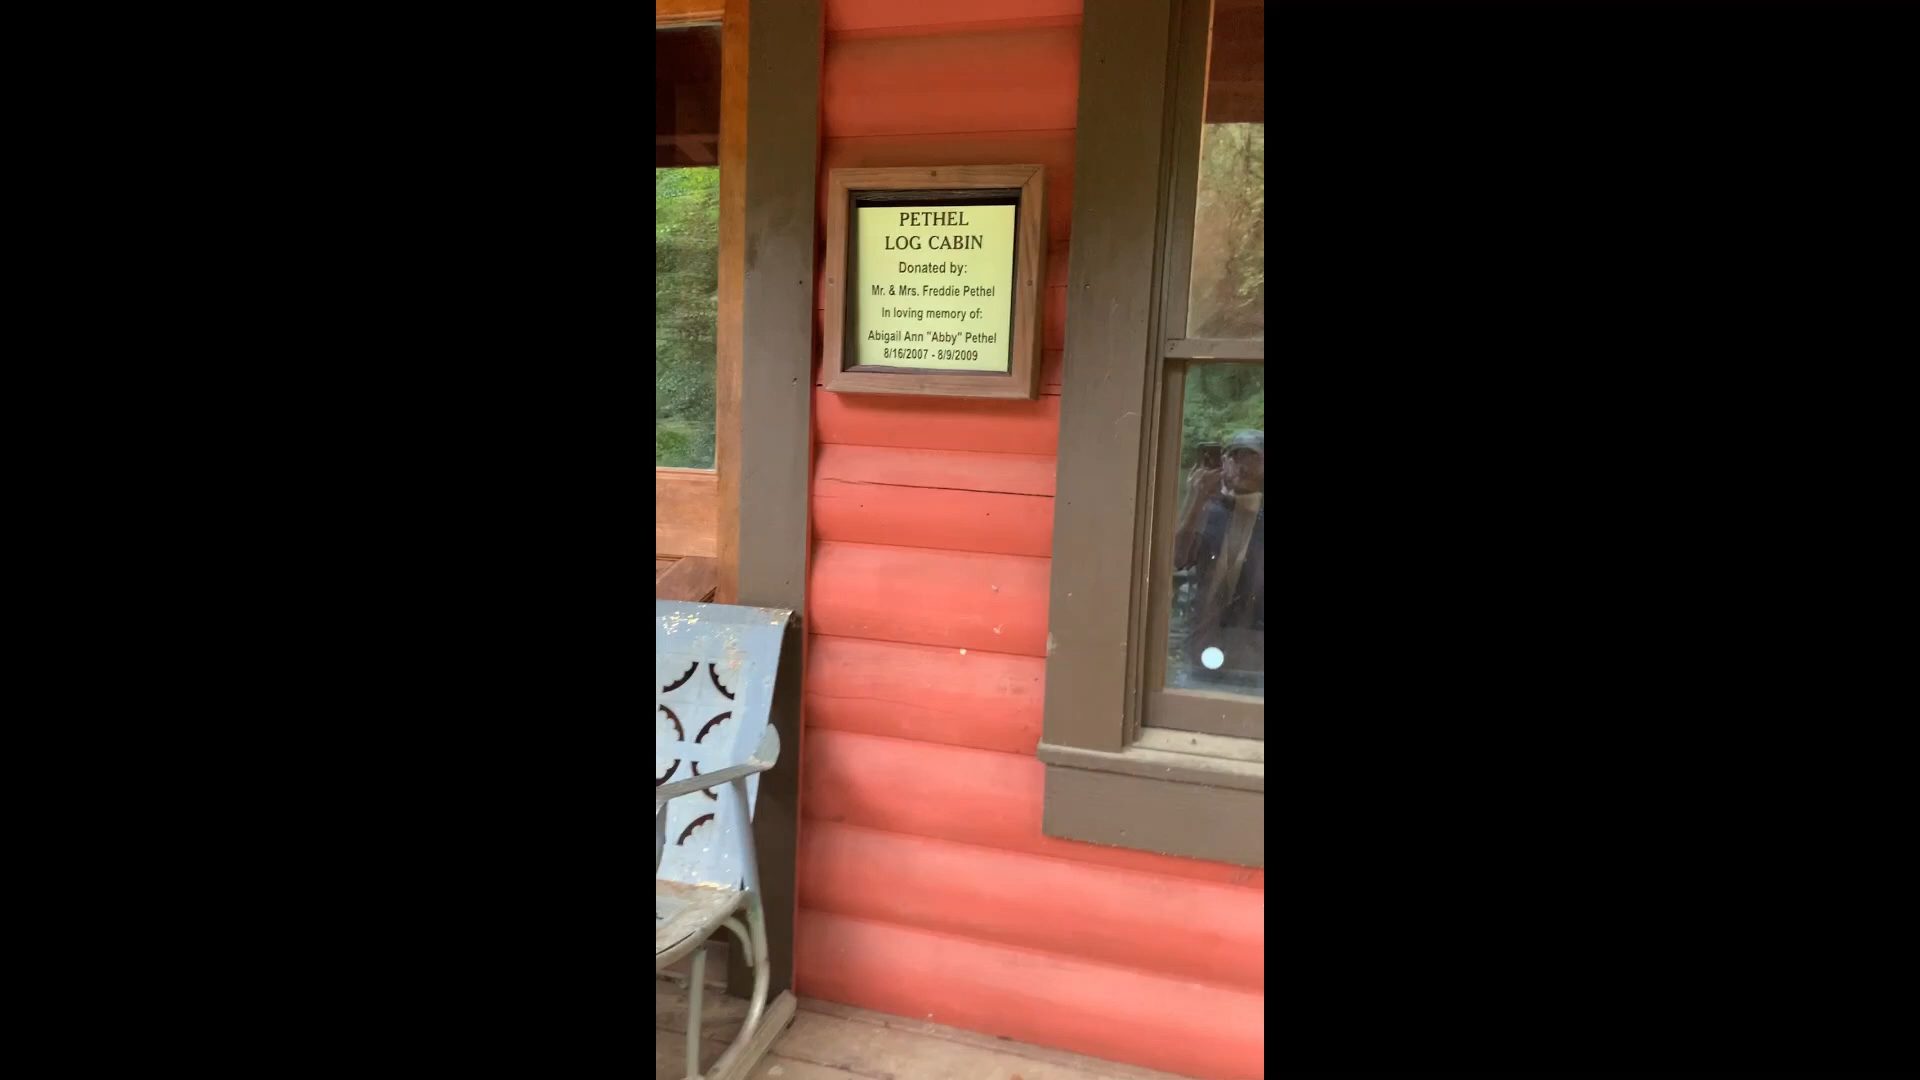 PETHEL
LOG CABIN
Donated by:
Mr. & Mrs. Freddie Pethel
In loving memory of:
Abigail Ann "Abby" Pethel
8/16/2007 - 8/9/2009